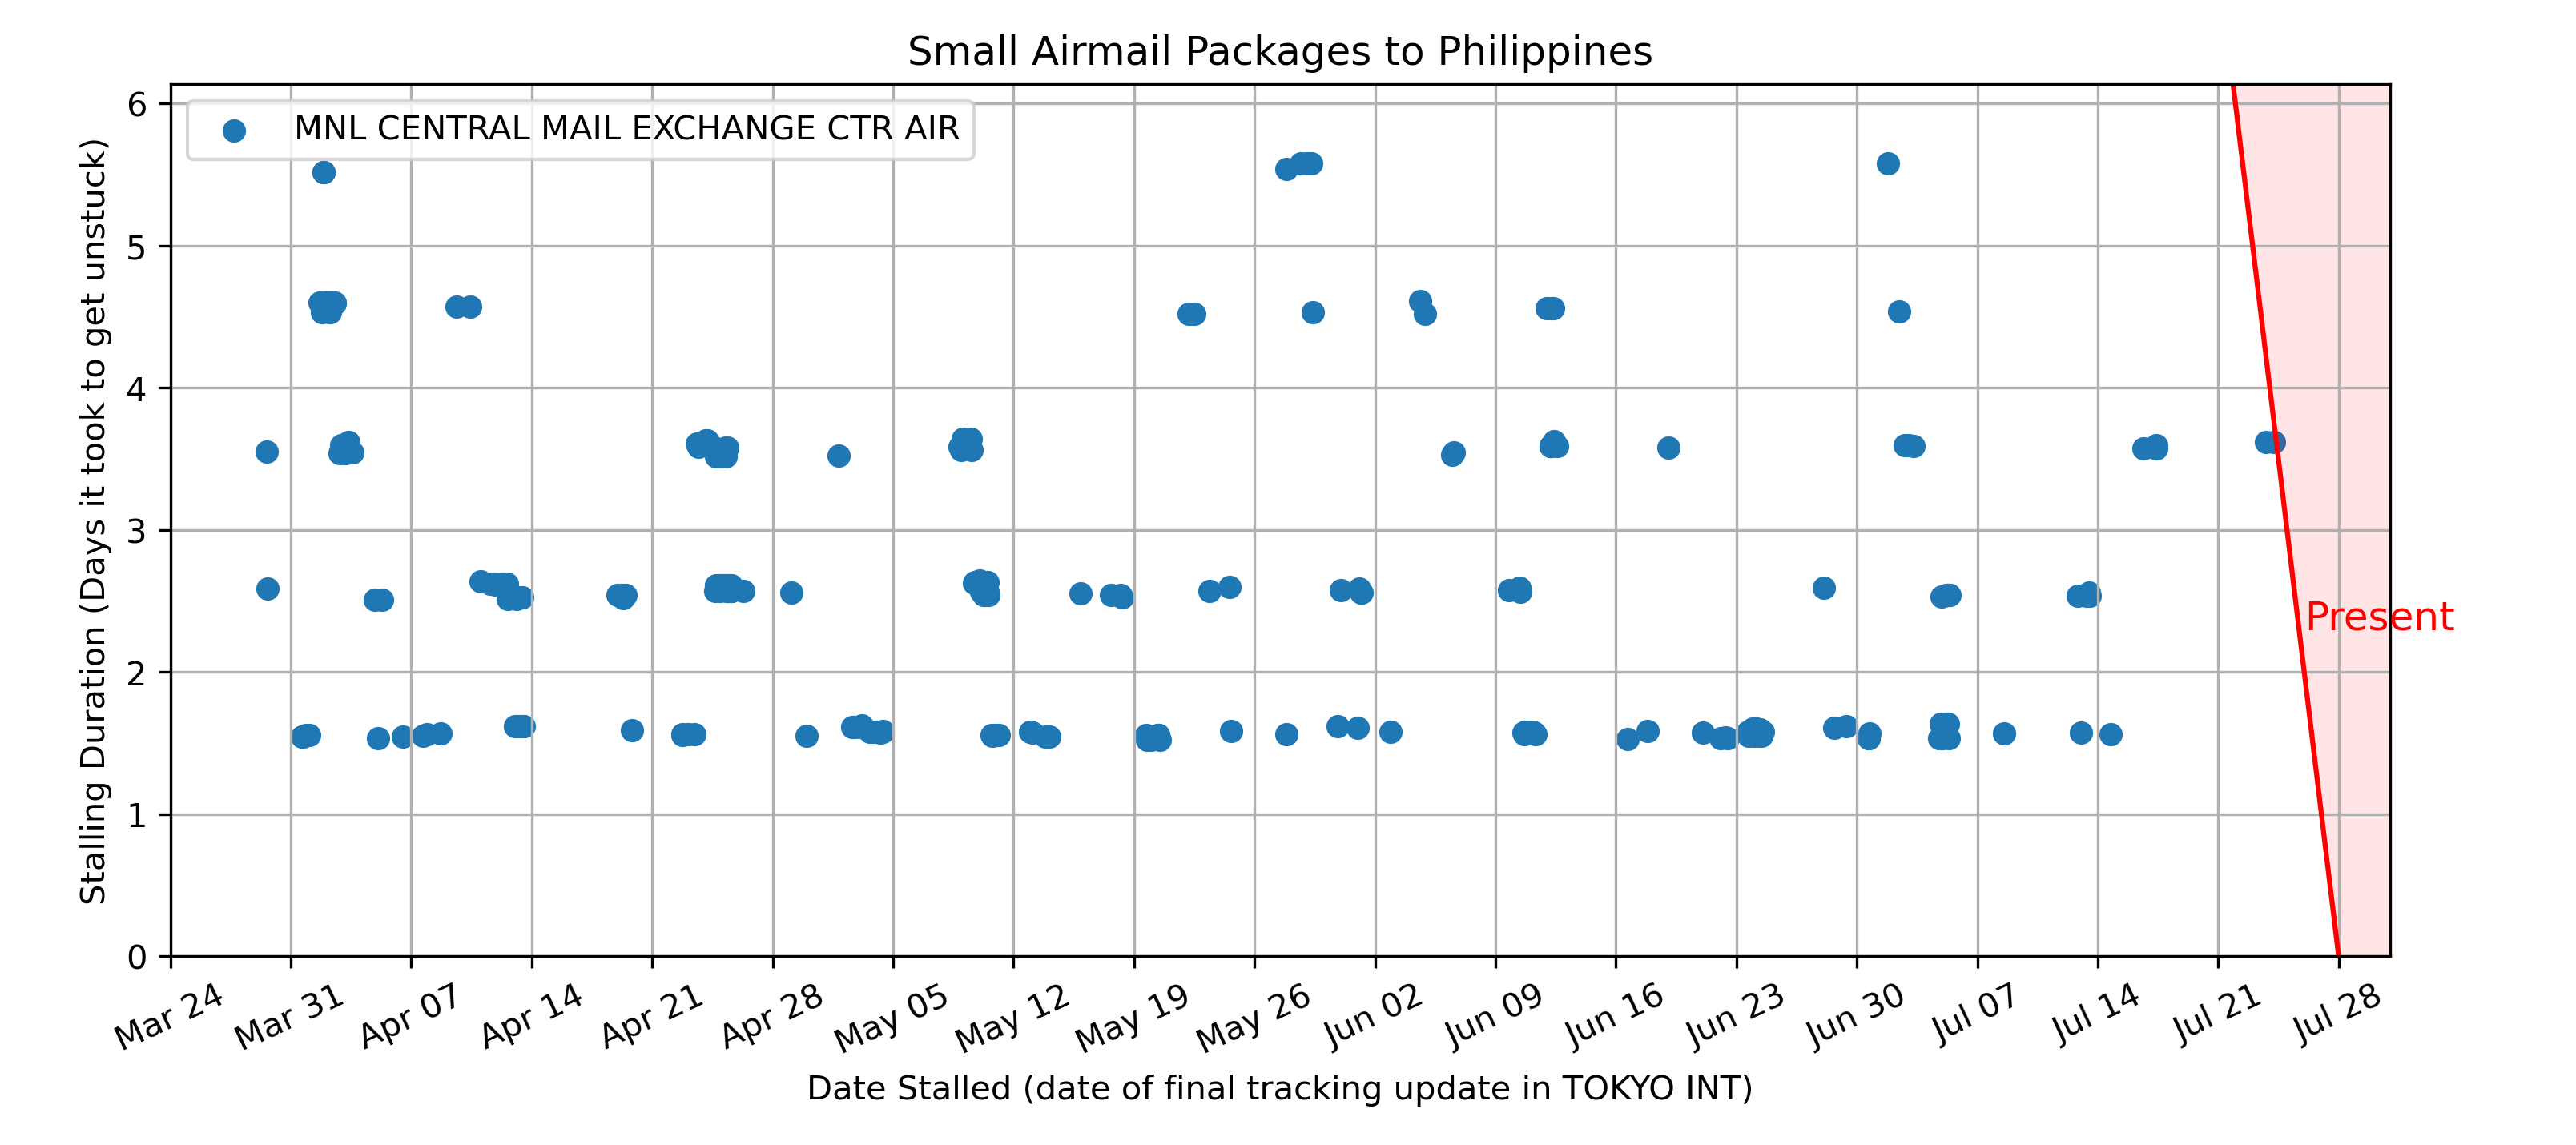 Small Airmail Packages to Philippines
MNL CENTRAL MAIL EXCHANGE CTR AIR
Stalling Duration (Days it took to get unstuck)
6
5
4
3
2
1
0
Present
Mar 24
Mar 31
Apr 07
Apr 14
Apr 21
Apr 28
May 05
May 12
May 19
May 26
Jun 02
Jun 09
Jun 16
Jun 23
Jun 30
Jul 07
Jul 14
Jul 21
Jul 28
Date Stalled (date of final tracking update in TOKYO INT)